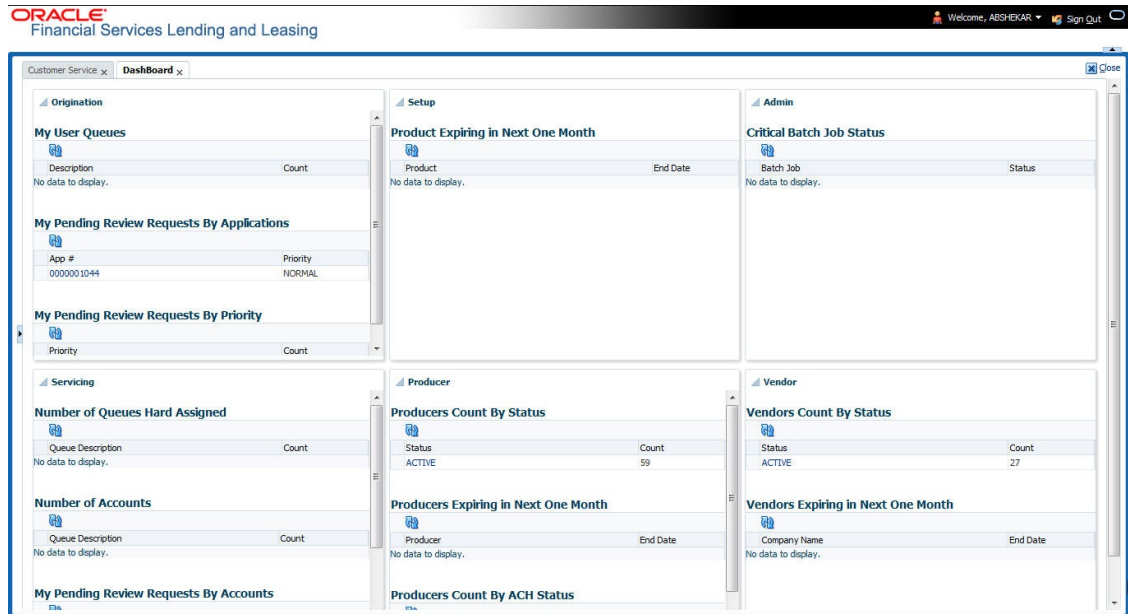 ORACLE
Financial Services Lending and Leasing
Welcome, ABSHEKAR
Sign Out
Customer Service x
DashBoard x
Close
Origination
My User Queues
Description Count
No data to display.
My Pending Review Requests By Applications
App # Priority
0000001044 NORMAL
My Pending Review Requests By Priority
Priority Count
Setup
Product Expiring in Next One Month
Product End Date
No data to display.
Admin
Critical Batch Job Status
Batch Job Status
No data to display.
Servicing
Number of Queues Hard Assigned
Queue Description Count
No data to display.
Number of Accounts
Queue Description Count
No data to display.
My Pending Review Requests By Accounts
Producer
Producers Count By Status
Status Count
ACTIVE 59
Producers Expiring in Next One Month
Producer End Date
No data to display.
Producers Count By ACH Status
Vendor
Vendors Count By Status
Status Count
ACTIVE 27
Vendors Expiring in Next One Month
Company Name End Date
No data to display.